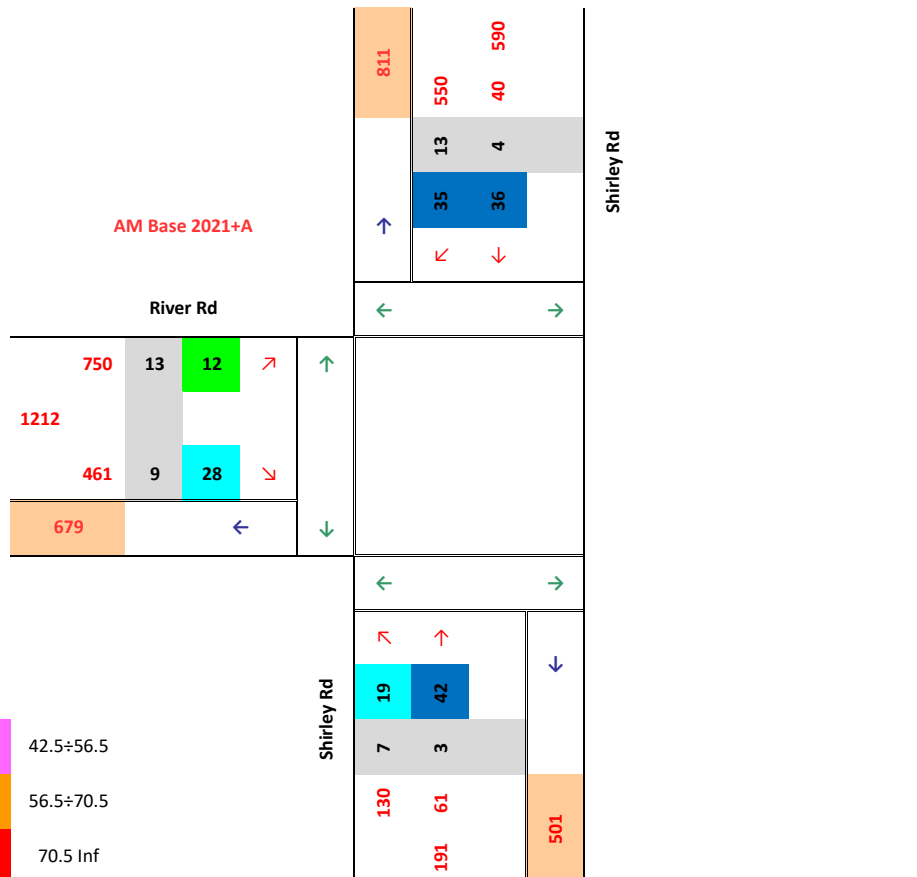 590
811
550 40
13 4
Shirley Rd
35 36
AM Base 2021+A
↑
↙ ↓
River Rd
← →
750 13 12 ↗ ↑
1212
461 9 28 ↘
679 ← ↓
← →
↖ ↑
↓
19 42
Shirley Rd
7 3
42.5÷56.5
130 61
56.5÷70.5
501
191
70.5 Inf